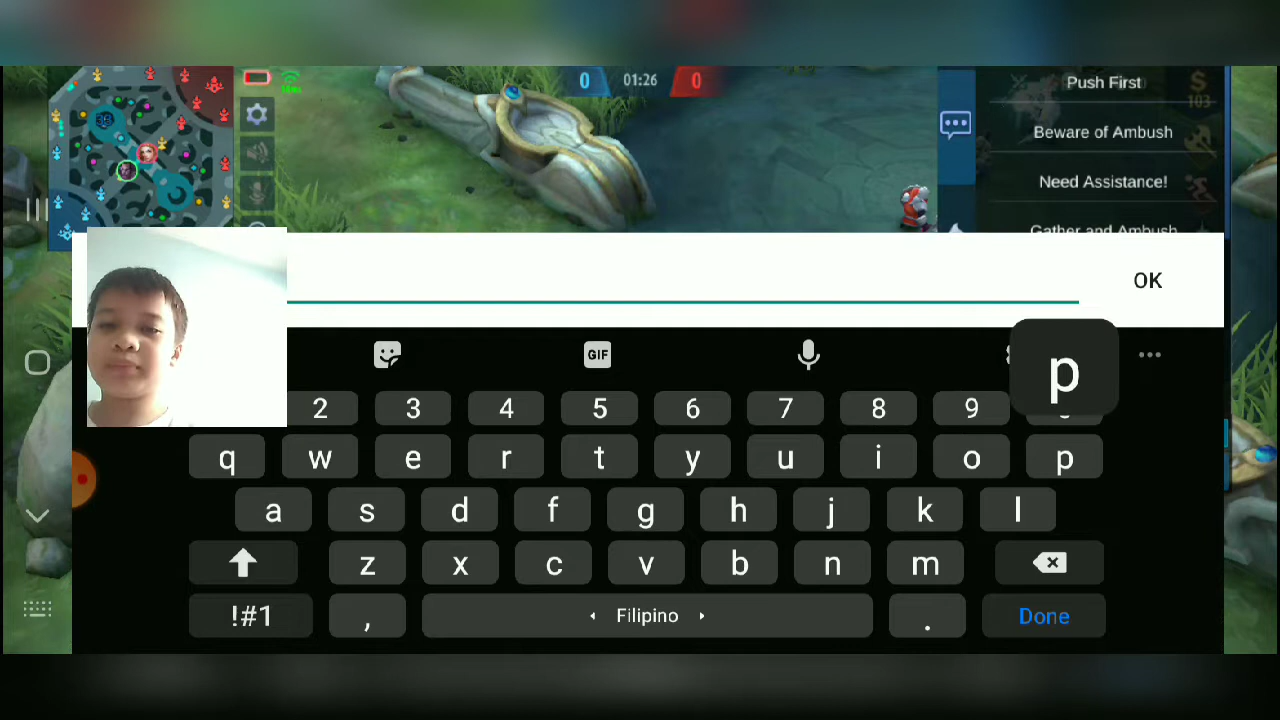 0 01:26 0
Push First
103
Beware of Ambush
Need Assistance!
Gather and Ambush
OK
GIF
p
2 3 4 5 6 7 8 9
q w e r t y u i o p
a s d f g h j k l
z x c v b n m
!#1 , Filipino . Done